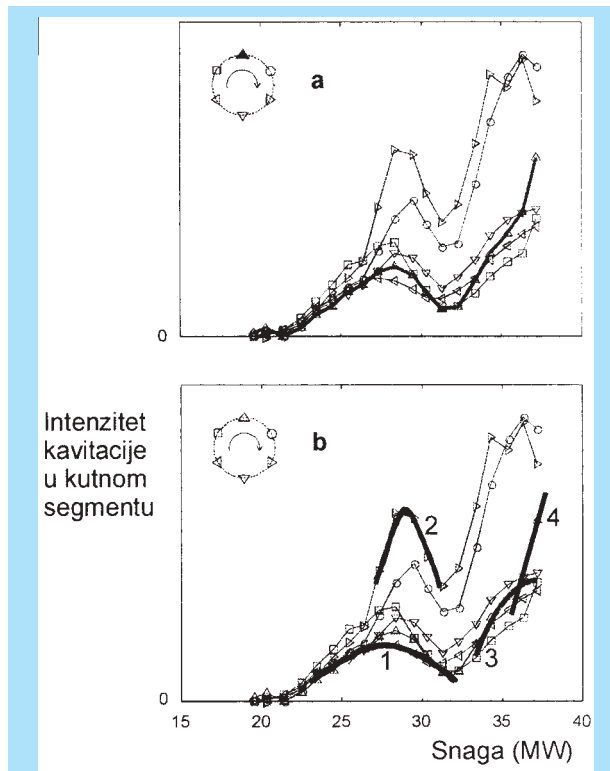 a
0
b
Intenzitet
kavitacije
u kutnom
segmentu
2
4
1
3
0
15 20 25 30 35 40
Snaga (MW)